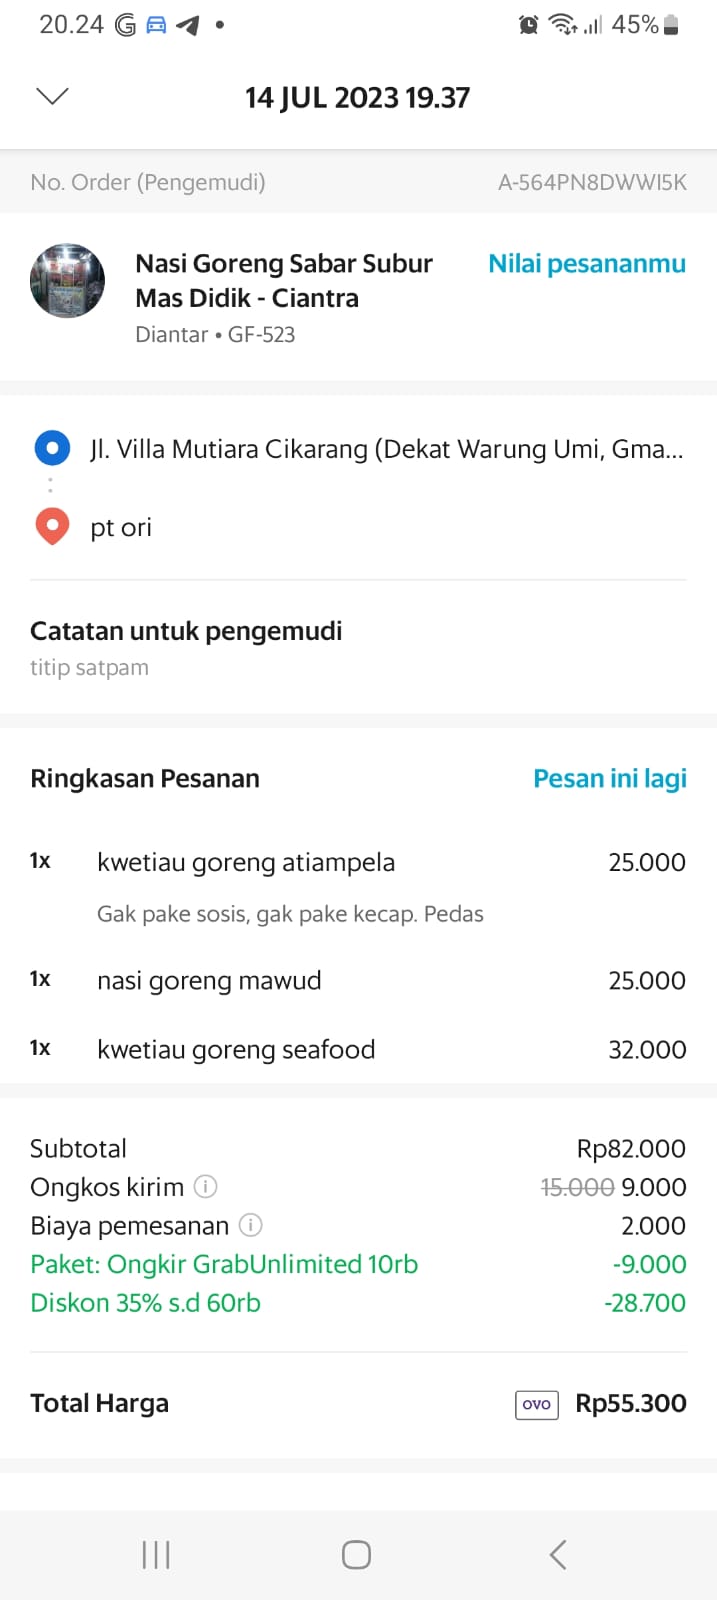 20.24
45%
14 JUL 2023 19.37
No. Order (Pengemudi) A-564PN8DWWI5K
Nasi Goreng Sabar Subur Nilai pesananmu
Mas Didik - Ciantra
Diantar • GF-523
Jl. Villa Mutiara Cikarang (Dekat Warung Umi, Gma...
pt ori
Catatan untuk pengemudi
titip satpam
Ringkasan Pesanan Pesan ini lagi
1x kwetiau goreng atiampela 25.000
Gak pake sosis, gak pake kecap. Pedas
1x nasi goreng mawud 25.000
1x kwetiau goreng seafood 32.000
Subtotal Rp82.000
Ongkos kirim 15.000 9.000
Biaya pemesanan 2.000
Paket: Ongkir GrabUnlimited 10rb -9.000
Diskon 35% s.d 60rb -28.700
Total Harga OVO Rp55.300